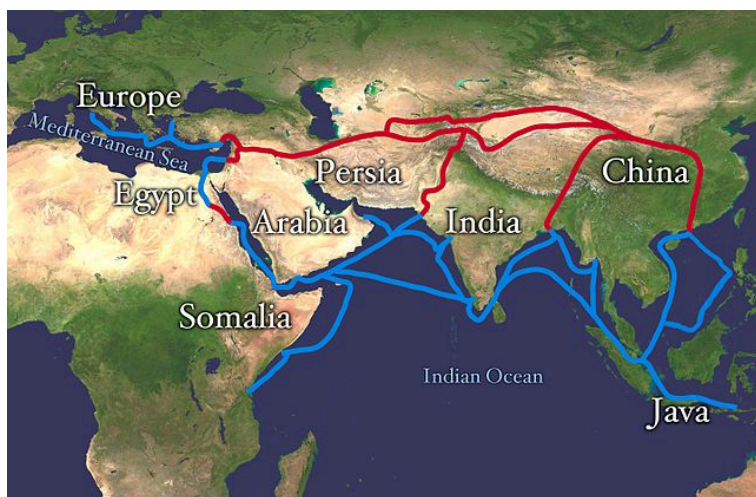 Europe
Mediterranean Sea
Egypt
Persia
China
Arabia
India
Somalia
Indian Ocean
Java